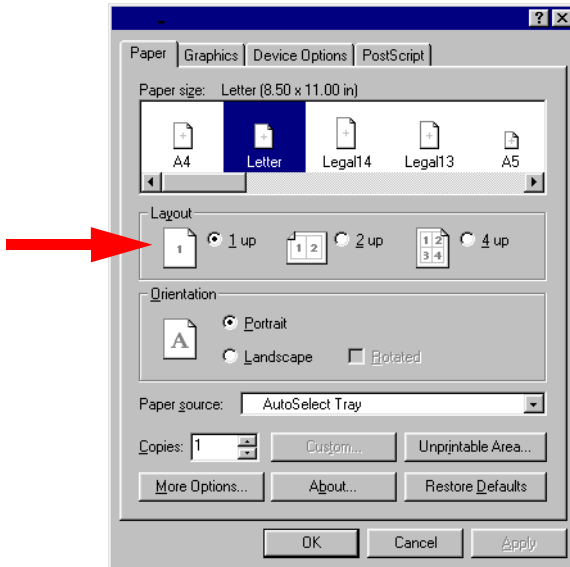 Paper Graphics Device Options PostScript
Paper size: Letter (8.50 x 11.00 in)
A4 Letter Legal14 Legal13 A5
Layout
1 1 up 1 2 2 up 1 2 4 up
3 4
Orientation
A Portrait
Landscape Rotated
Paper source: AutoSelect Tray
Copies: 1 Custom... Unprintable Area...
More Options... About... Restore Defaults
OK Cancel Apply